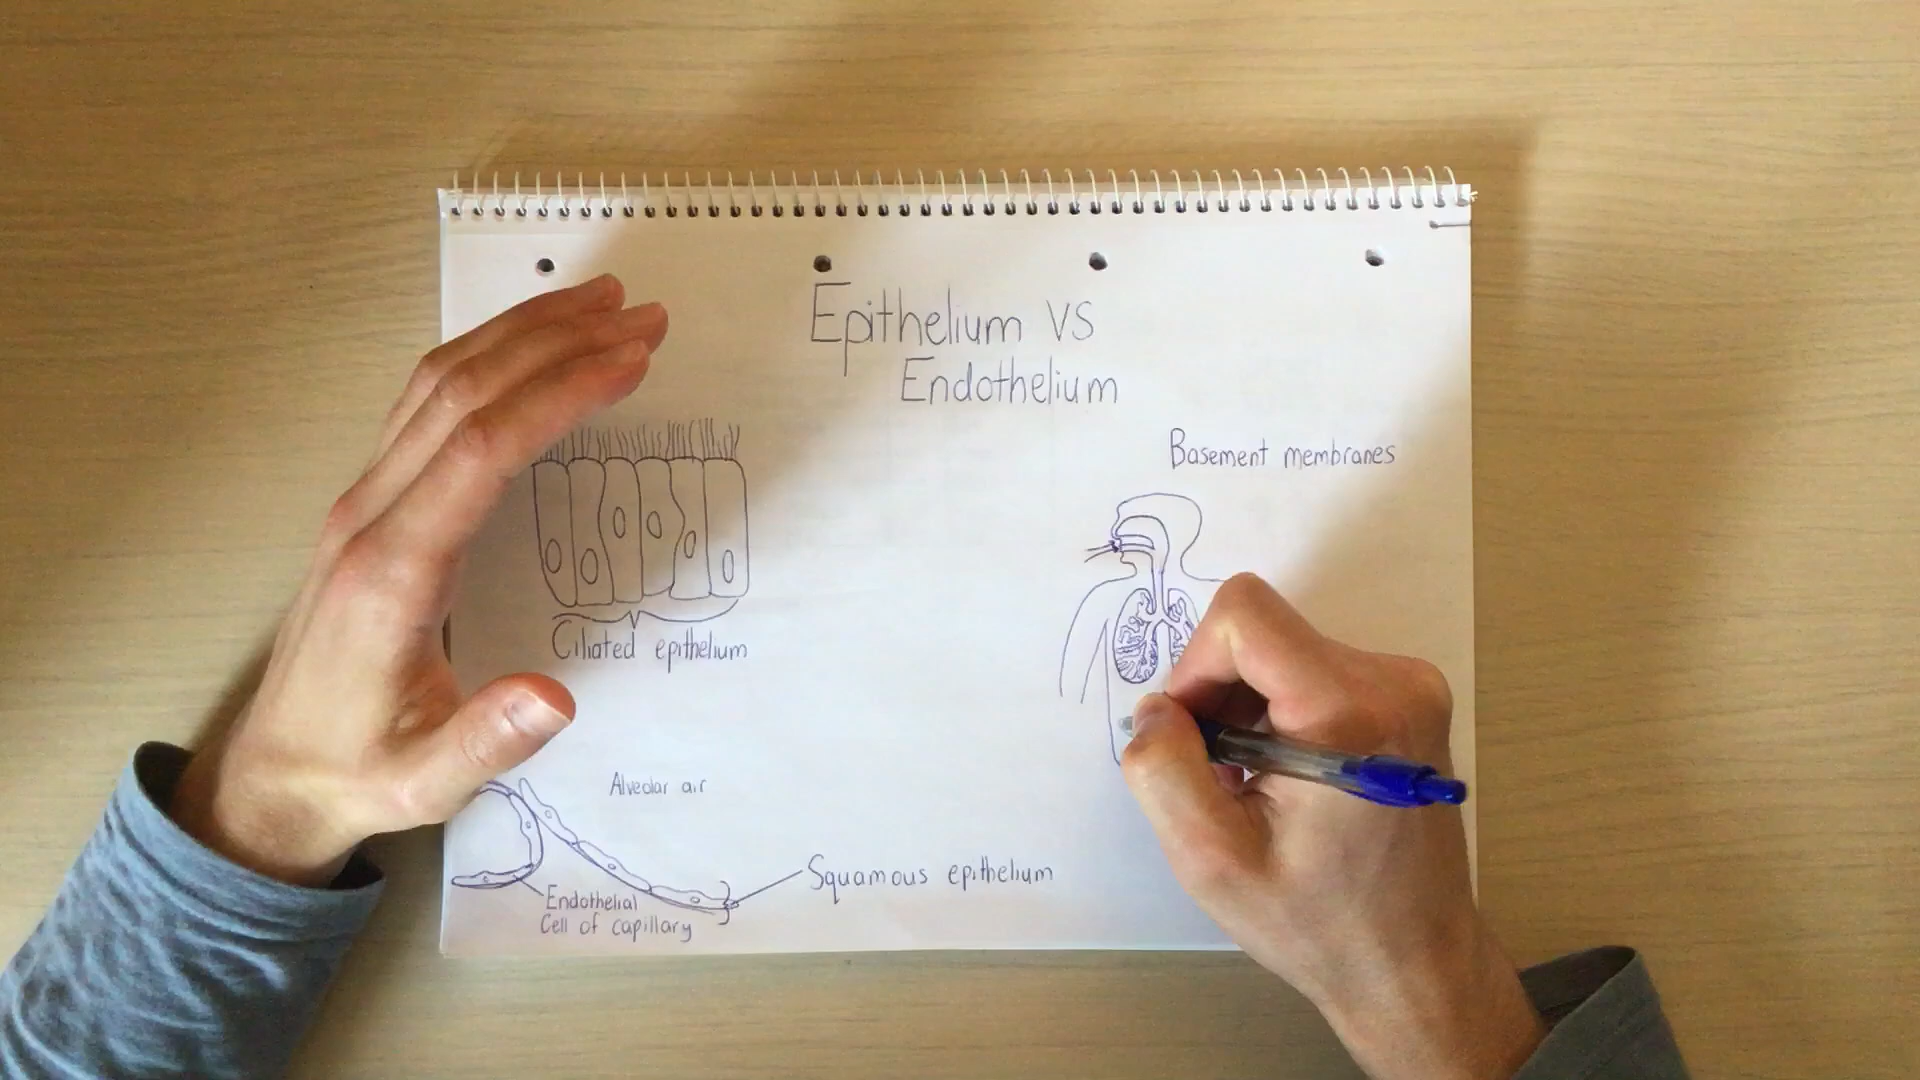 Epithelium VS
Endothelium
Basement membranes
Ciliated epithelium
Alveolar air
Squamous epithelium
Endothelial
Cell of capillary